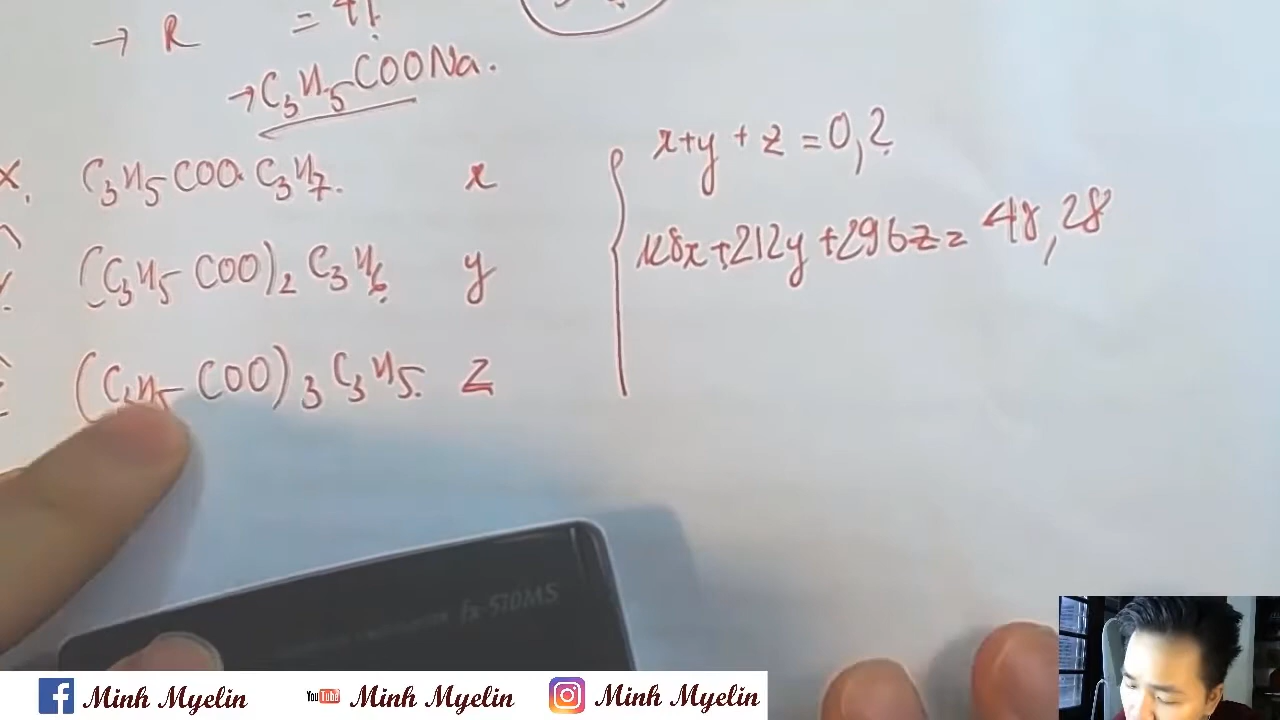 → R = 41
→ C₃H₅COONa.
X. C₃H₅COOC₃H₇. x
(C₃H₅COO)₂C₃H₆ y
(C₃H₅COO)₃C₃H₅. z
x+y+z=0,2
128x+212y+296z= 48,28
fx-570MS
Minh Myelin
YouTube Minh Myelin
Minh Myelin